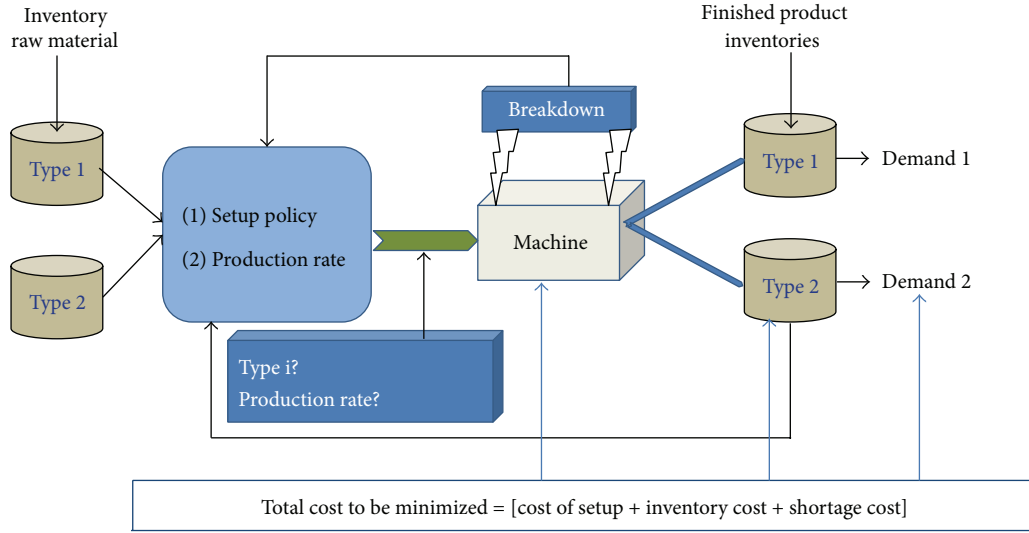 Inventory
raw material
Finished product
inventories
Breakdown
Type 1
Type 1
Demand 1
(1) Setup policy
(2) Production rate
Machine
Type 2
Type 2
Demand 2
Type i?
Production rate?
Total cost to be minimized = [cost of setup + inventory cost + shortage cost]